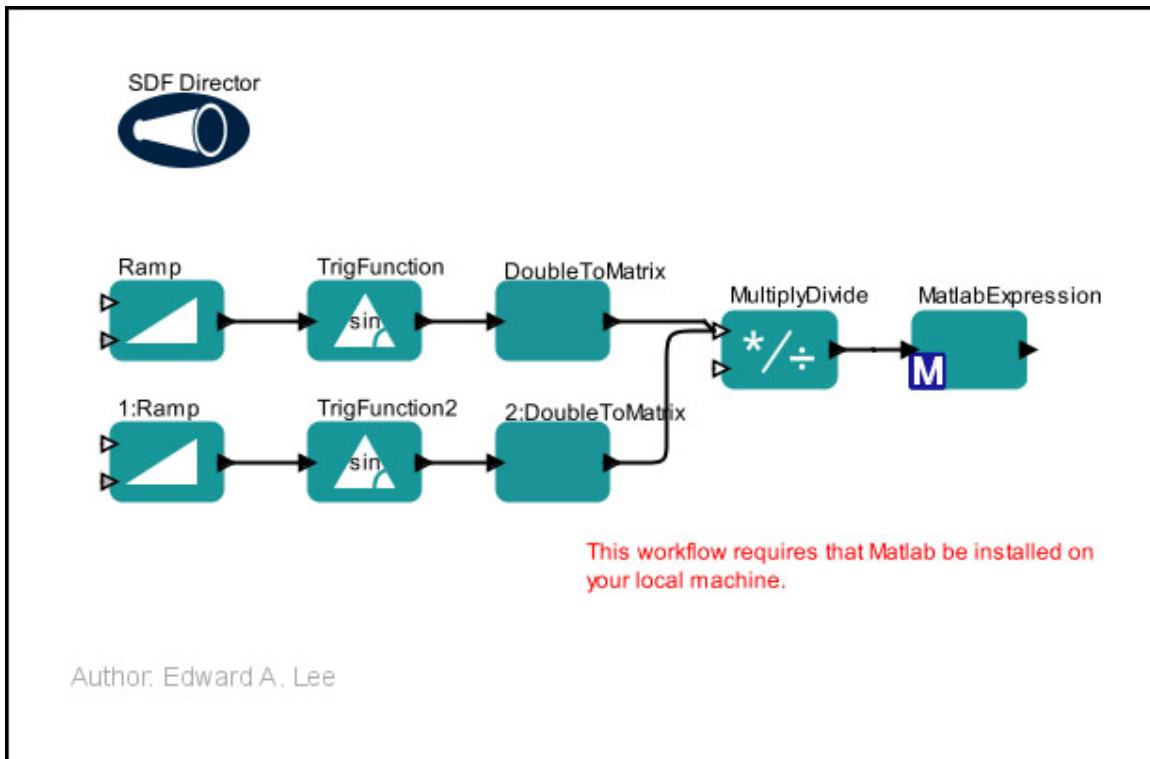 SDF Director
Ramp
TrigFunction
DoubleToMatrix
MultiplyDivide
MatlabExpression
sin
*/÷
M
1:Ramp
TrigFunction2
2:DoubleToMatrix
sin
This workflow requires that Matlab be installed on
your local machine.
Author: Edward A. Lee